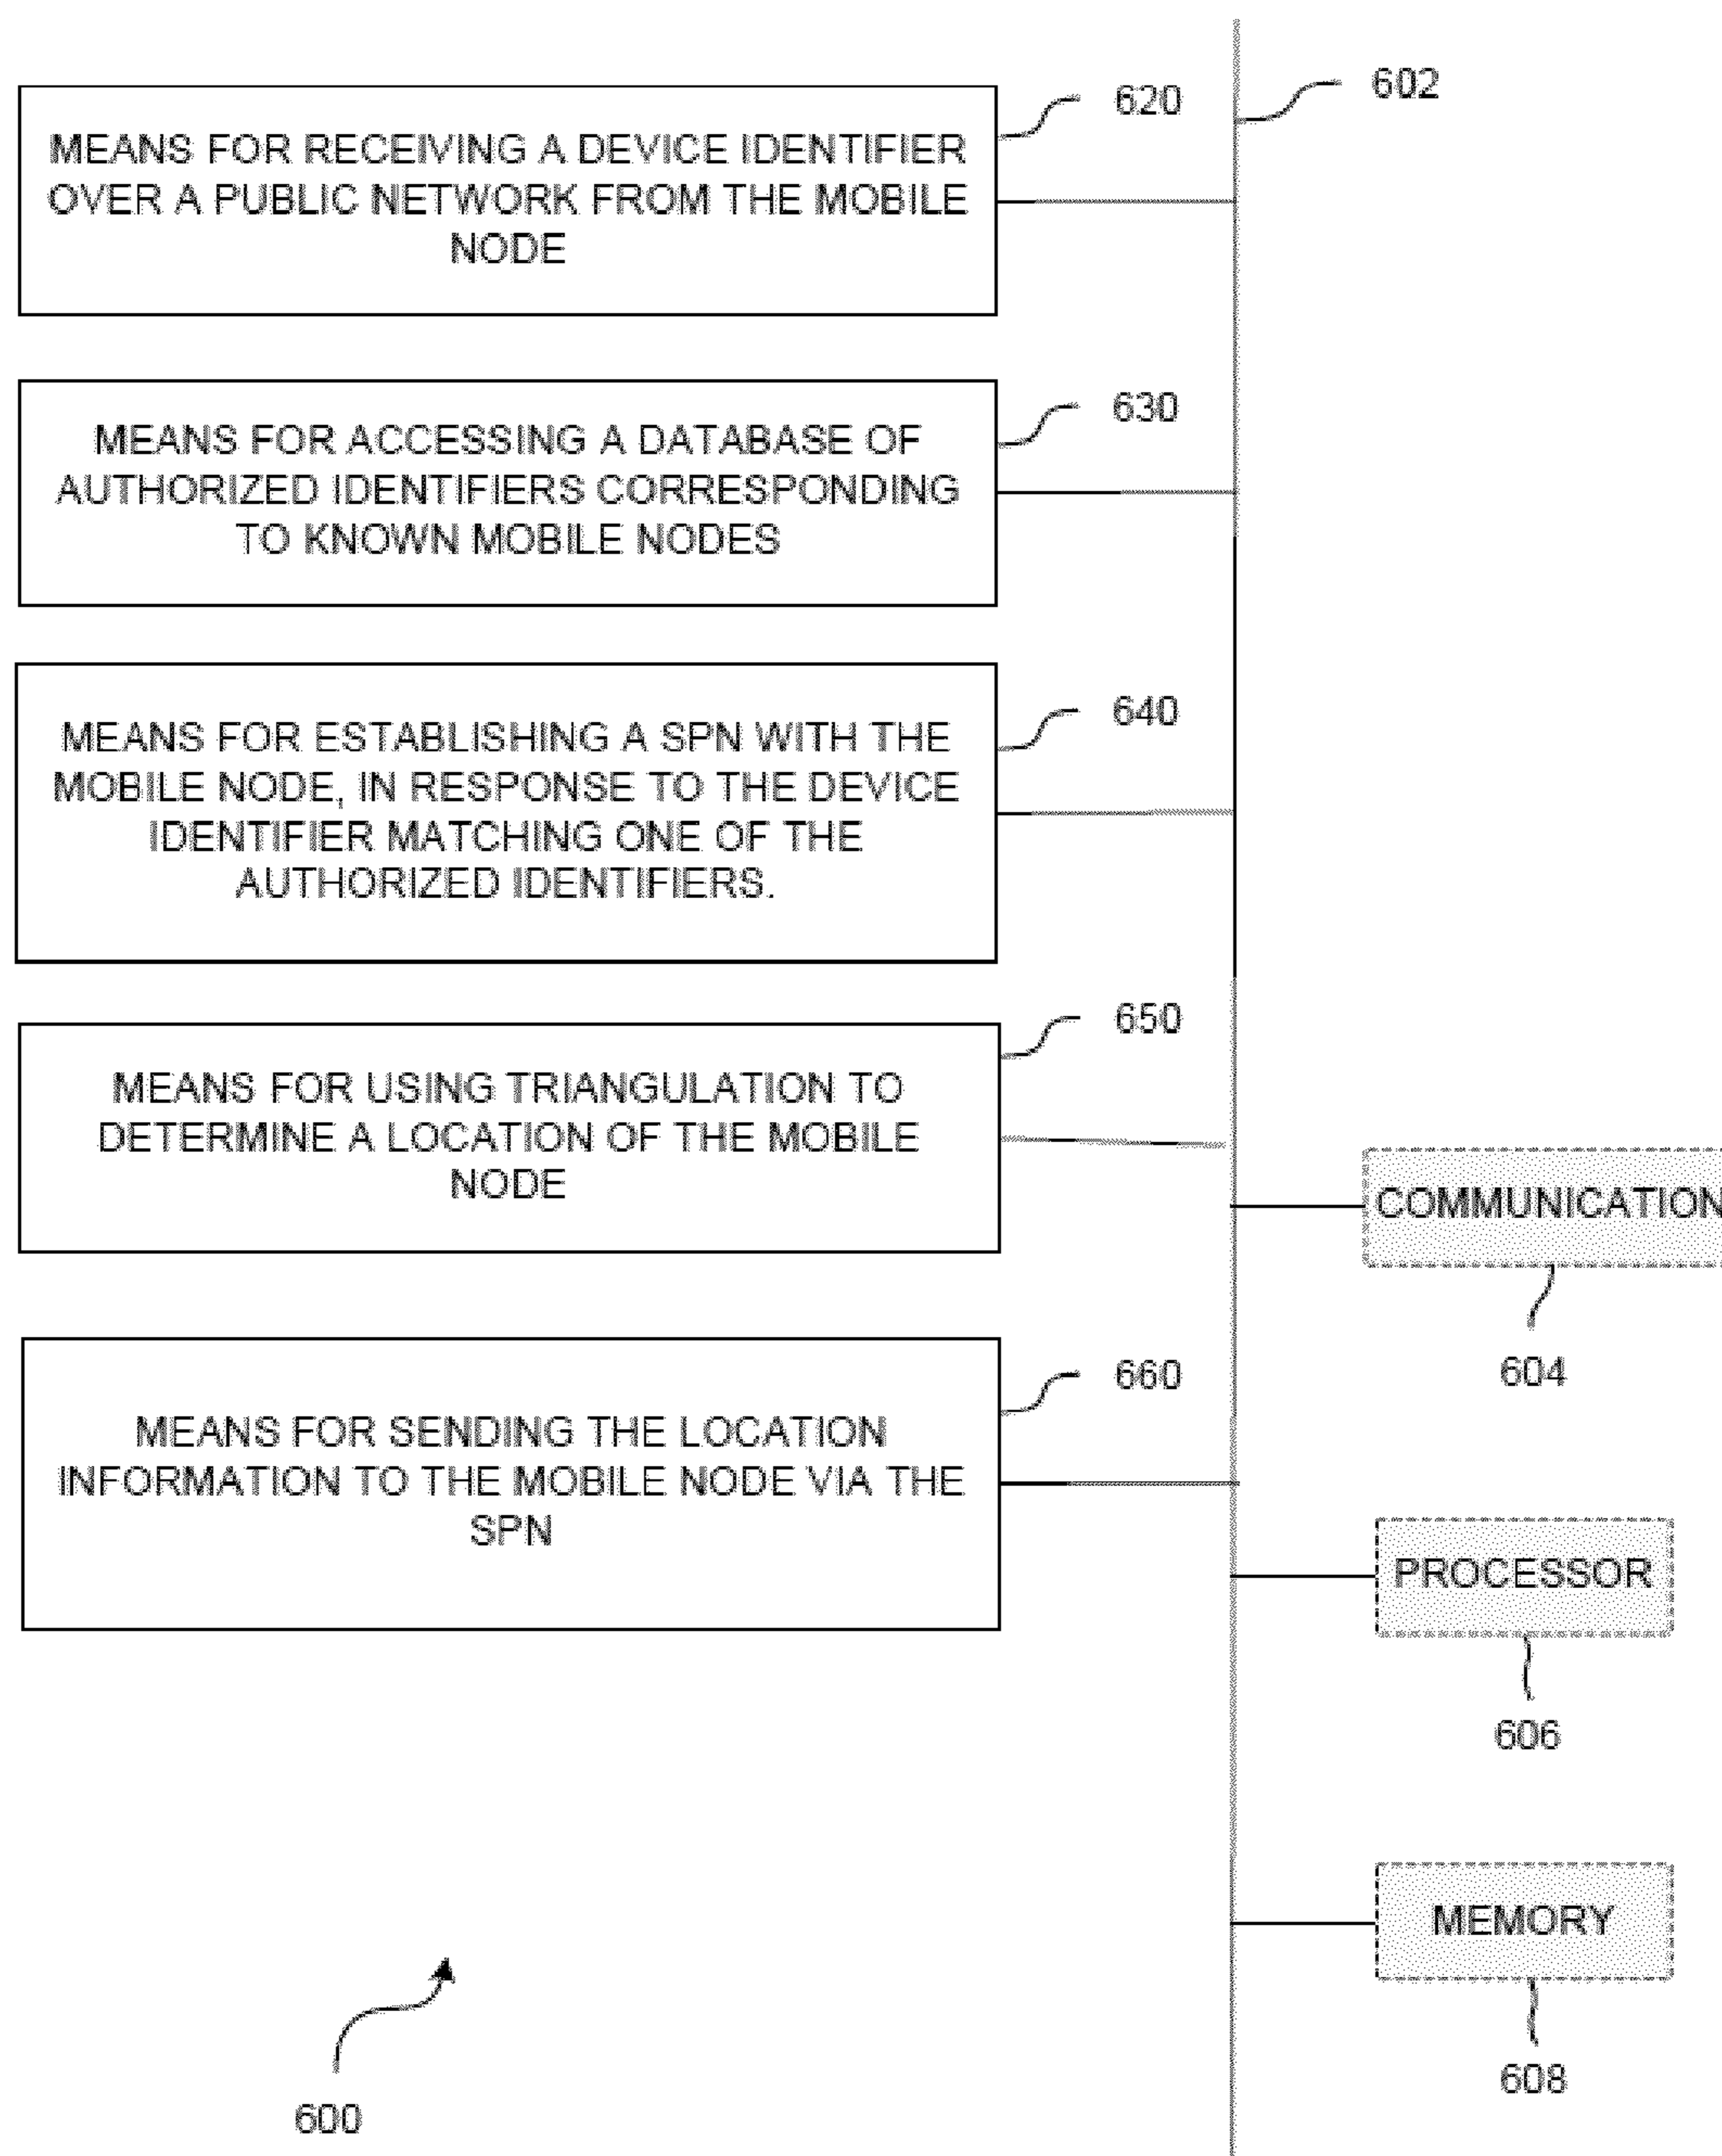 602
620
MEANS FOR RECEIVING A DEVICE IDENTIFIER
OVER A PUBLIC NETWORK FROM THE MOBILE
NODE
630
MEANS FOR ACCESSING A DATABASE OF
AUTHORIZED IDENTIFIERS CORRESPONDING
TO KNOWN MOBILE NODES
640
MEANS FOR ESTABLISHING A SPN WITH THE
MOBILE NODE, IN RESPONSE TO THE DEVICE
IDENTIFIER MATCHING ONE OF THE
AUTHORIZED IDENTIFIERS.
650
MEANS FOR USING TRIANGULATION TO
DETERMINE A LOCATION OF THE MOBILE
NODE
COMMUNICATION
604
660
MEANS FOR SENDING THE LOCATION
INFORMATION TO THE MOBILE NODE VIA THE
SPN
PROCESSOR
606
MEMORY
608
600